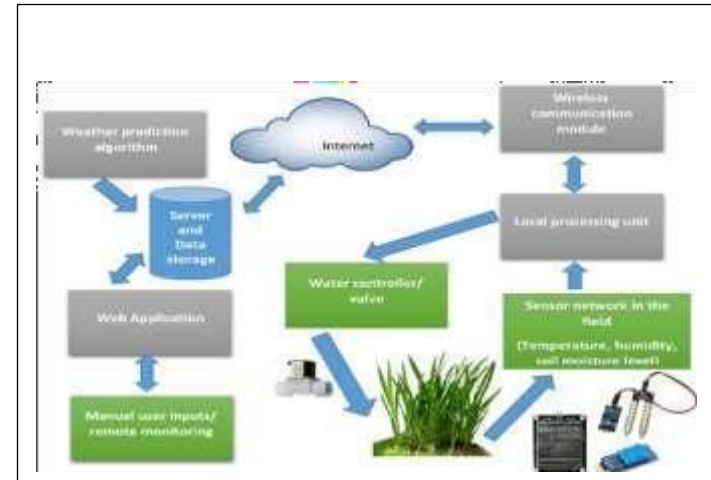 Weather prediction
algorithm
Internet
Wireless
communication
module
Server
and
Data
storage
Local processing unit
Water controller/
valve
Web Application
Sensor network in the
field
(Temperature, humidity,
soil moisture level)
Manual user inputs/
remote monitoring